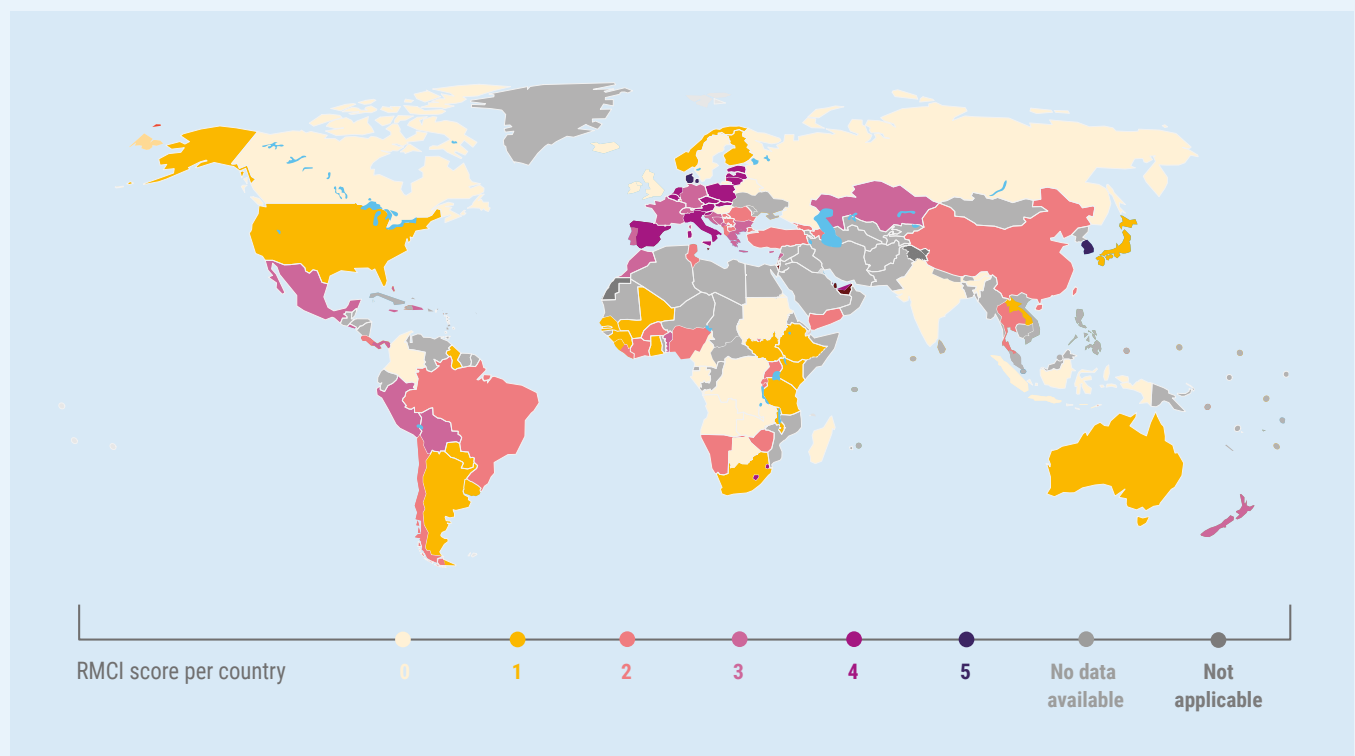 RMCI score per country
0
1
2
3
4
5
No data
available
Not
applicable